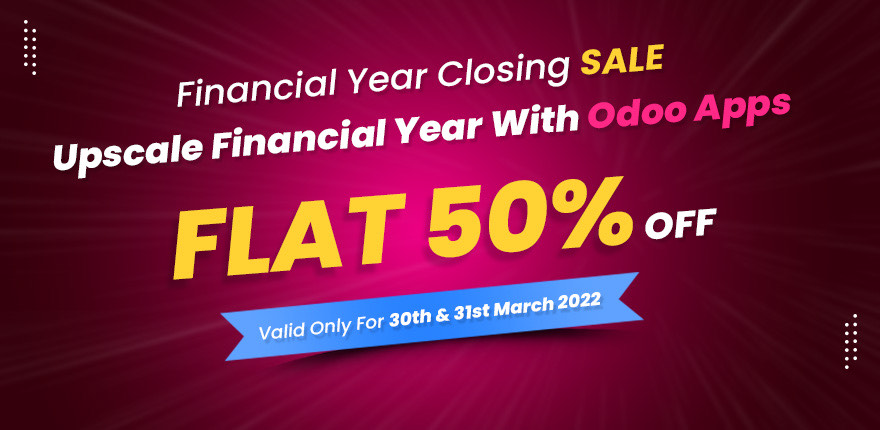 Financial Year Closing SALE
Upscale Financial Year With Odoo Apps
FLAT 50% OFF
Valid Only For 30th & 31st March 2022